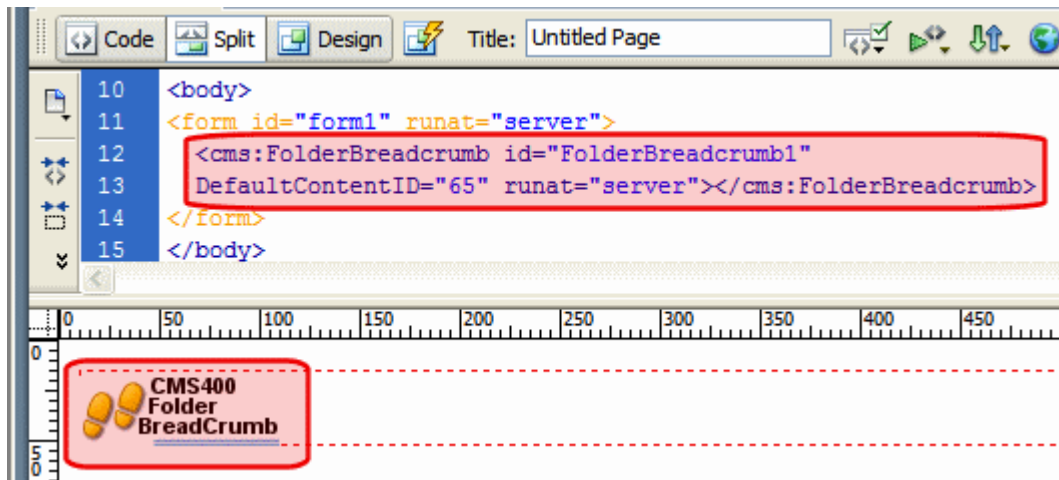 Code Split Design Title: Untitled Page
10 <body>
11 <form id="form1" runat="server">
12 <cms:FolderBreadcrumb id="FolderBreadcrumb1"
13 DefaultContentID="65" runat="server"></cms:FolderBreadcrumb>
14 </form>
15 </body>
0 50 100 150 200 250 300 350 400 450
0
CMS400
Folder
BreadCrumb
50